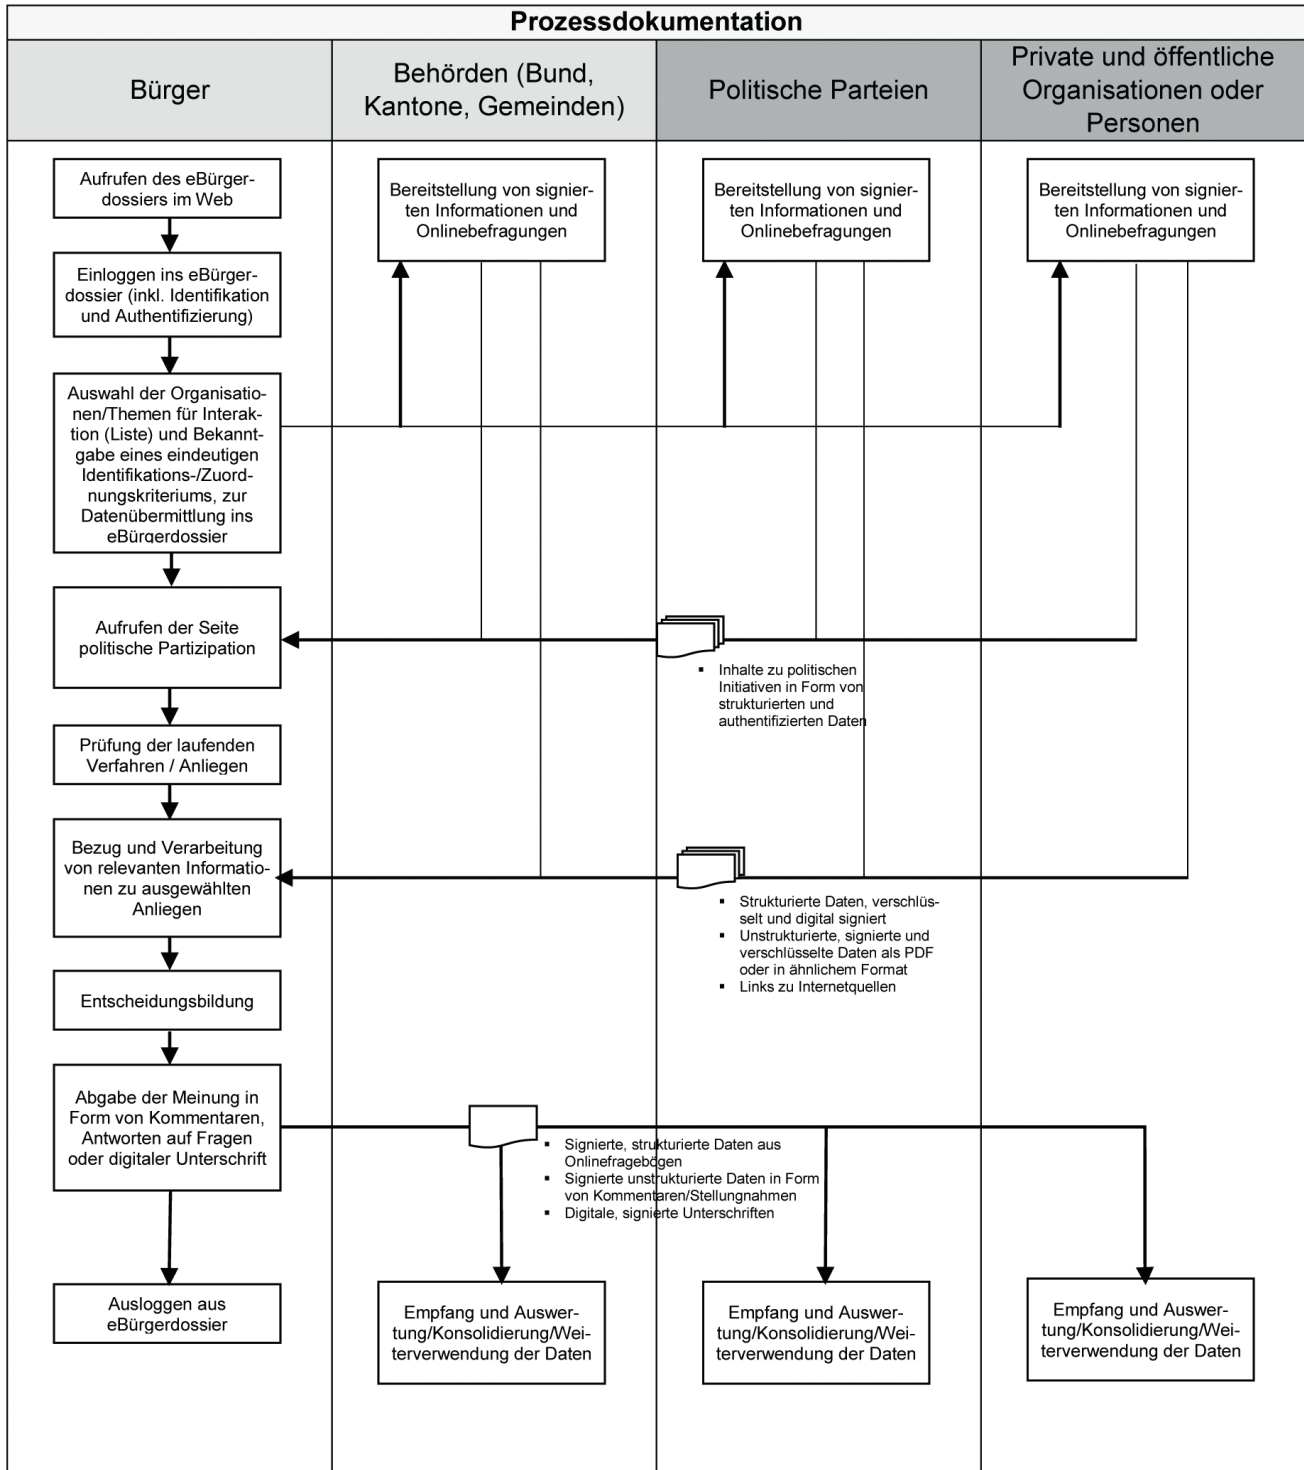 Prozessdokumentation
Bürger
Behörden (Bund,
Kantone, Gemeinden)
Politische Parteien
Private und öffentliche
Organisationen oder
Personen
Aufrufen des eBürger-
dossiers im Web
Einloggen ins eBürger-
dossier (inkl. Identifikation
und Authentifizierung)
Auswahl der Organisatio-
nen/Themen für Interak-
tion (Liste) und Bekannt-
gabe eines eindeutigen
Identifikations-/Zuord-
nungskriteriums, zur
Datenübermittlung ins
eBürgerdossier
Aufrufen der Seite
politische Partizipation
Prüfung der laufenden
Verfahren / Anliegen
Bezug und Verarbeitung
von relevanten Informatio-
nen zu ausgewählten
Anliegen
Entscheidungsbildung
Abgabe der Meinung in
Form von Kommentaren,
Antworten auf Fragen
oder digitaler Unterschrift
Ausloggen aus
eBürgerdossier
Bereitstellung von signier-
ten Informationen und
Onlinebefragungen
Bereitstellung von signier-
ten Informationen und
Onlinebefragungen
Bereitstellung von signier-
ten Informationen und
Onlinebefragungen
▪ Inhalte zu politischen
Initiativen in Form von
strukturierten und
authentifizierten Daten
▪ Strukturierte Daten, verschlüs-
selt und digital signiert
▪ Unstrukturierte, signierte und
verschlüsselte Daten als PDF
oder in ähnlichem Format
▪ Links zu Internetquellen
▪ Signierte, strukturierte Daten aus
Onlinefragebögen
▪ Signierte unstrukturierte Daten in Form
von Kommentaren/Stellungnahmen
▪ Digitale, signierte Unterschriften
Empfang und Auswer-
tung/Konsolidierung/Wei-
terverwendung der Daten
Empfang und Auswer-
tung/Konsolidierung/Wei-
terverwendung der Daten
Empfang und Auswer-
tung/Konsolidierung/Wei-
terverwendung der Daten